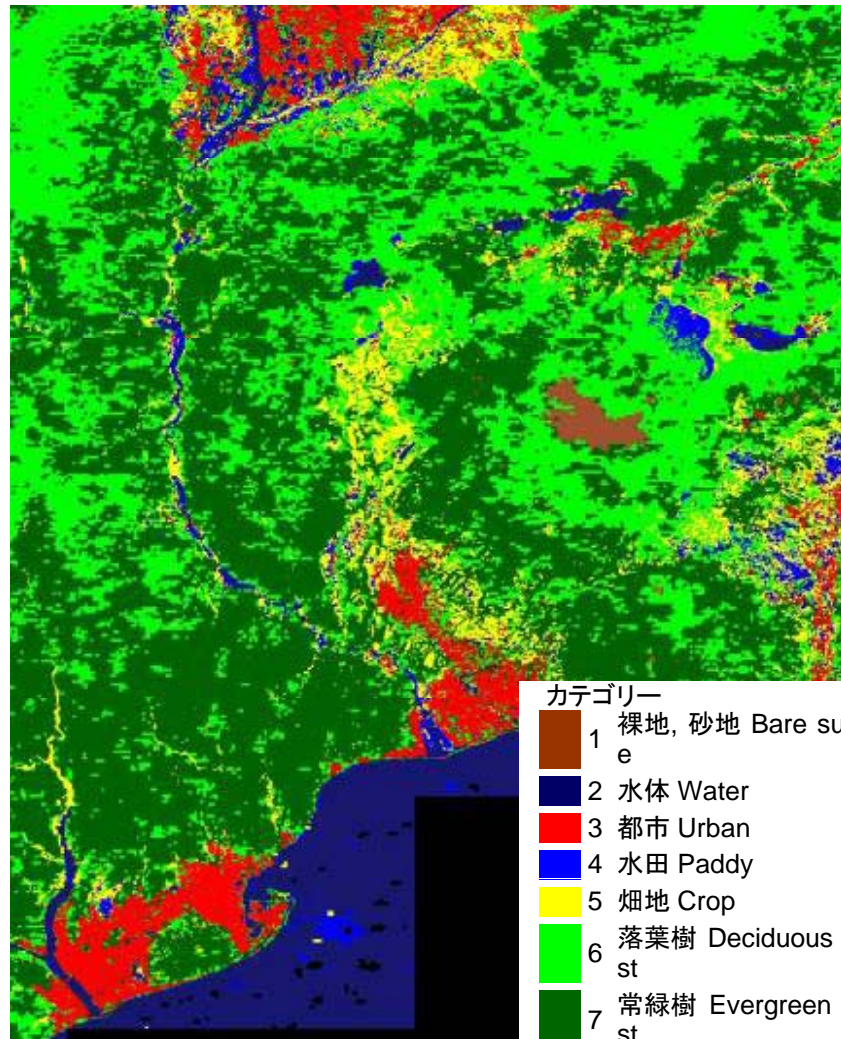 カテゴリー
1 裸地, 砂地 Bare su
e
2 水体 Water
3 都市 Urban
4 水田 Paddy
5 畑地 Crop
6 落葉樹 Deciduous
st
7 常緑樹 Evergreen
st